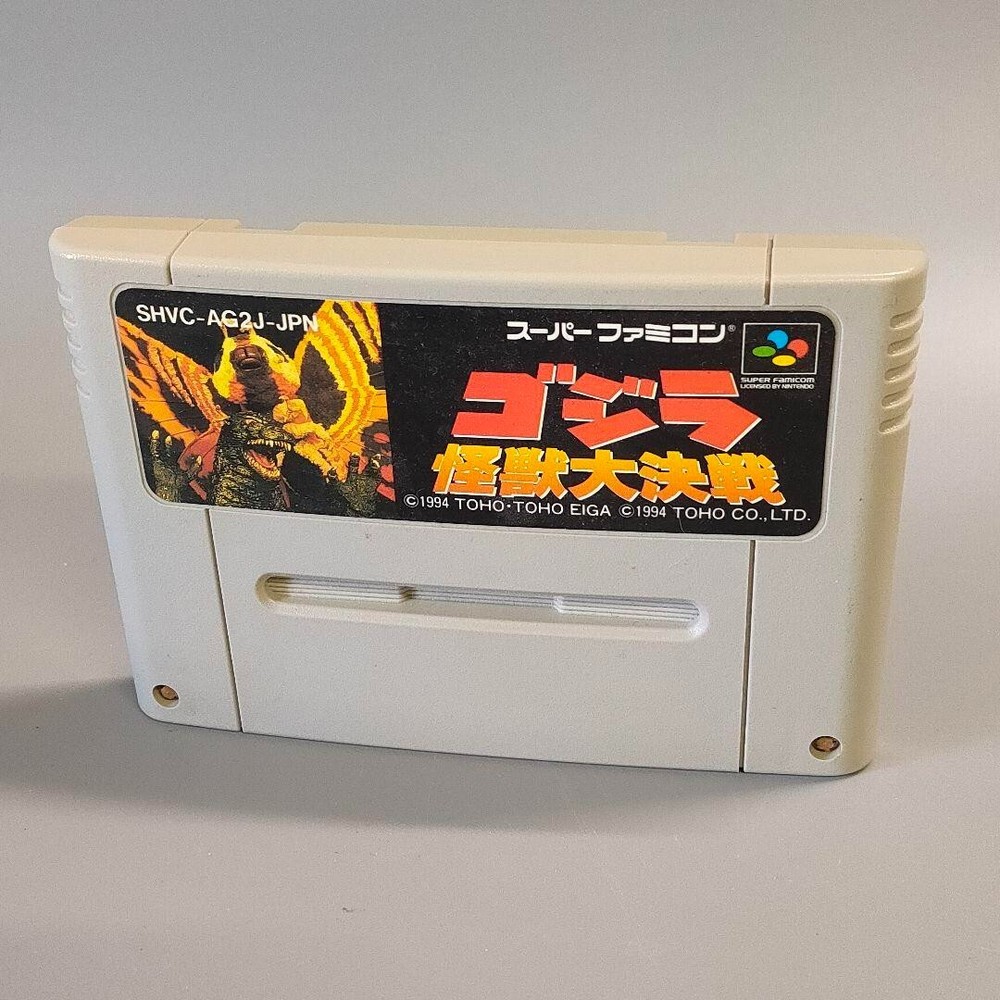 SHVC-AG2J-JPN
スーパーファミコン®
SUPER FAMICOM
LICENSED BY NINTENDO
ゴジラ
怪獣大決戦
©1994 TOHO・TOHO EIGA ©1994 TOHO CO., LTD.